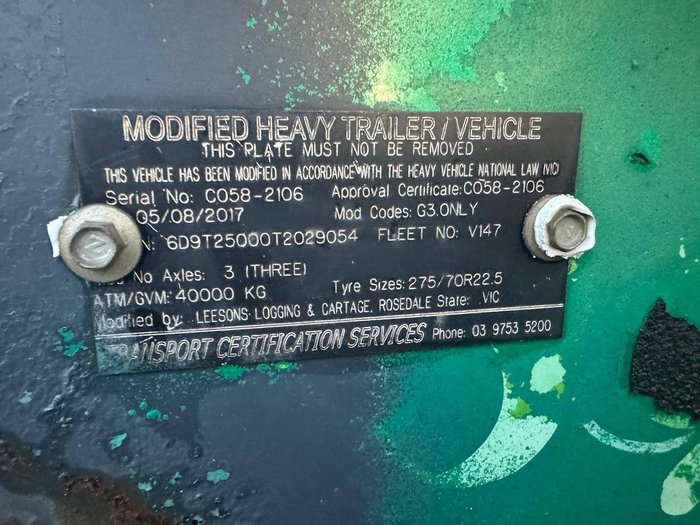 MODIFIED HEAVY TRAILER / VEHICLE
THIS PLATE MUST NOT BE REMOVED
THIS VEHICLE HAS BEEN MODIFIED IN ACCORDANCE WITH THE HEAVY VEHICLE NATIONAL LAW (VIC)
Serial No: C058-2106 Approval Certificate: C058-2106
05/08/2017 Mod Codes: G3.ONLY
N: 6D9T25000T2029054 FLEET NO: V147
No Axles: 3 (THREE) Tyre Sizes: 275/70R22.5
ATM/GVM: 40000 KG
Modified by: LEESONS LOGGING & CARTAGE, ROSEDALE State: VIC
TRANSPORT CERTIFICATION SERVICES Phone: 03 9753 5200